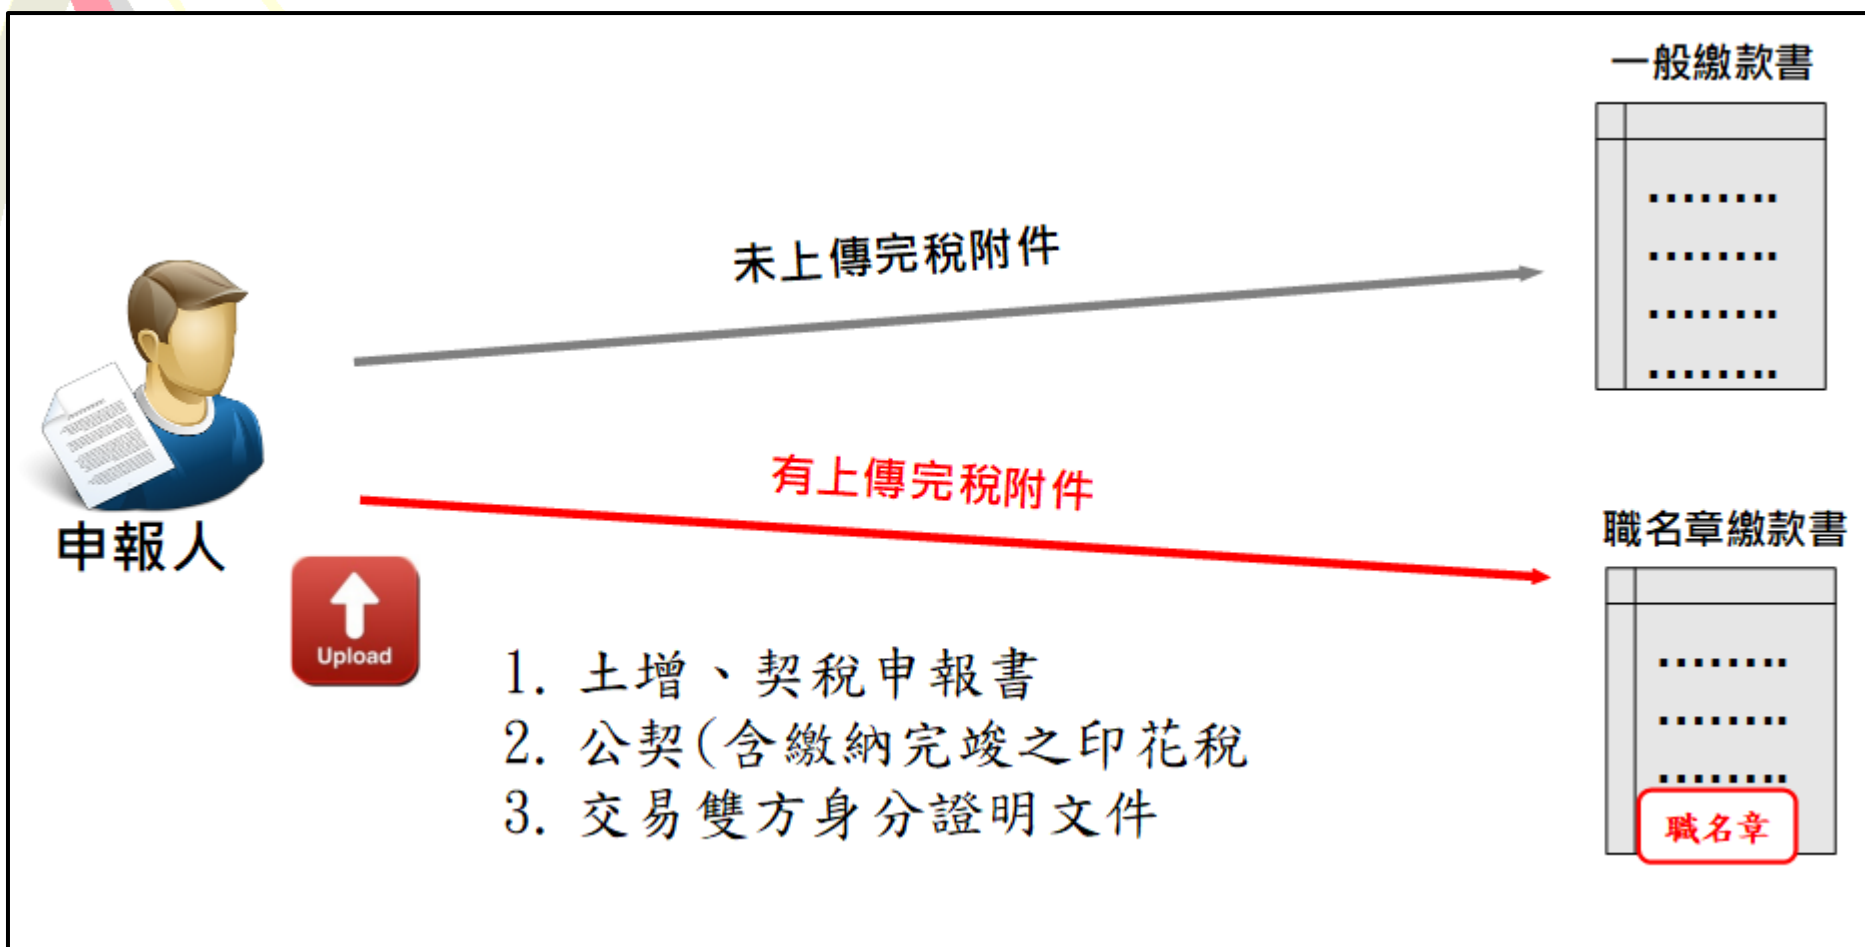 一般繳款書
未上傳完稅附件
有上傳完稅附件
申報人
職名章繳款書
Upload
1. 土增、契稅申報書
2. 公契(含繳納完竣之印花稅
3. 交易雙方身分證明文件
職名章